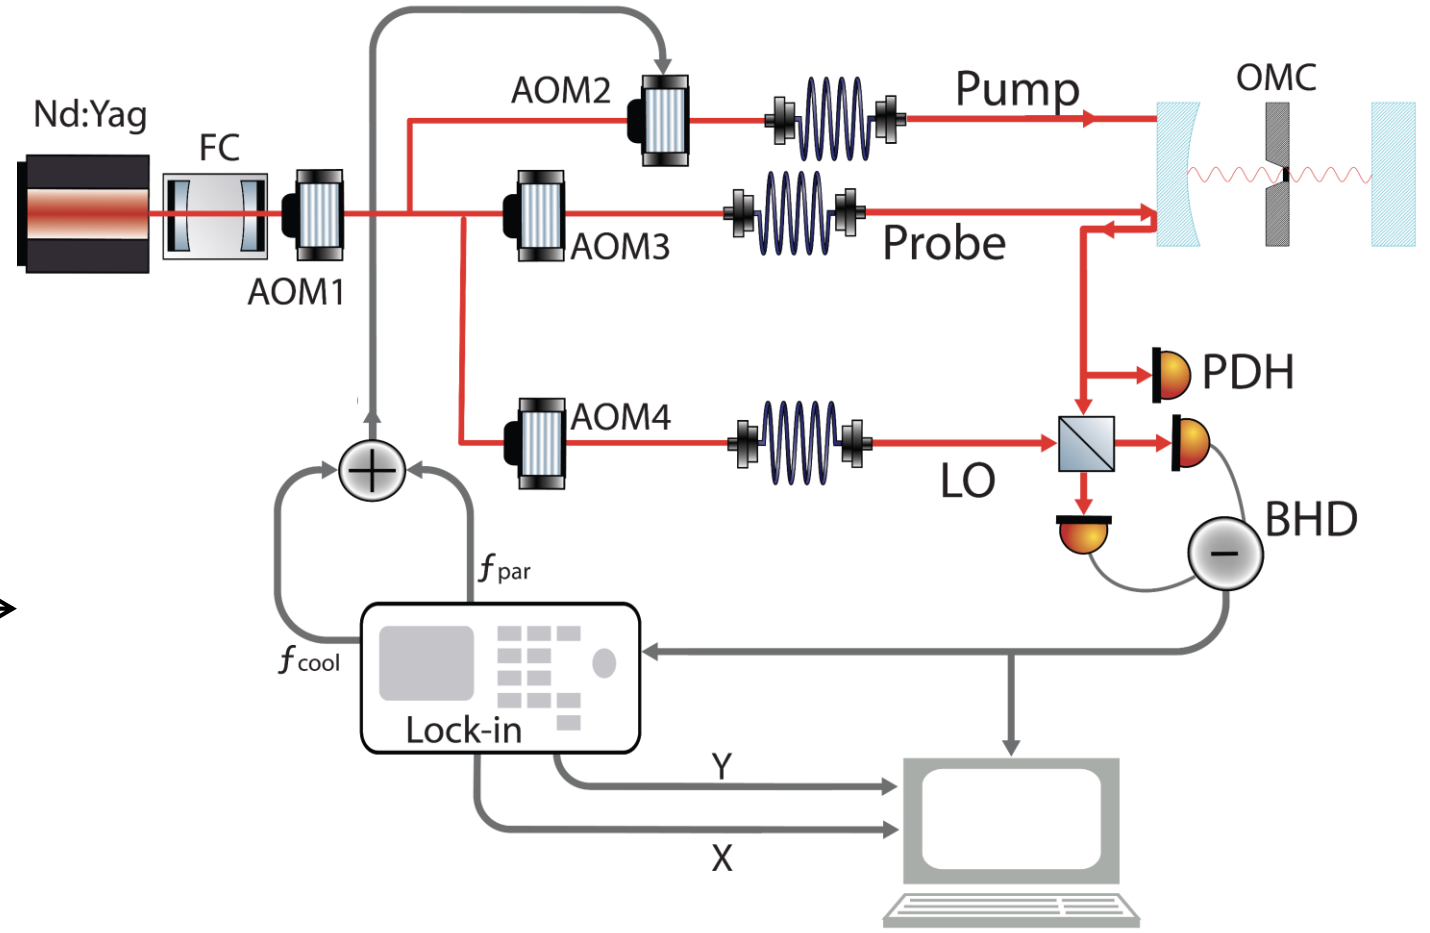 OMC
AOM2
Pump
Nd:Yag
FC
AOM3
Probe
AOM1
PDH
AOM4
LO
BHD
+
−
ƒpar
ƒcool
Lock-in
Y
X